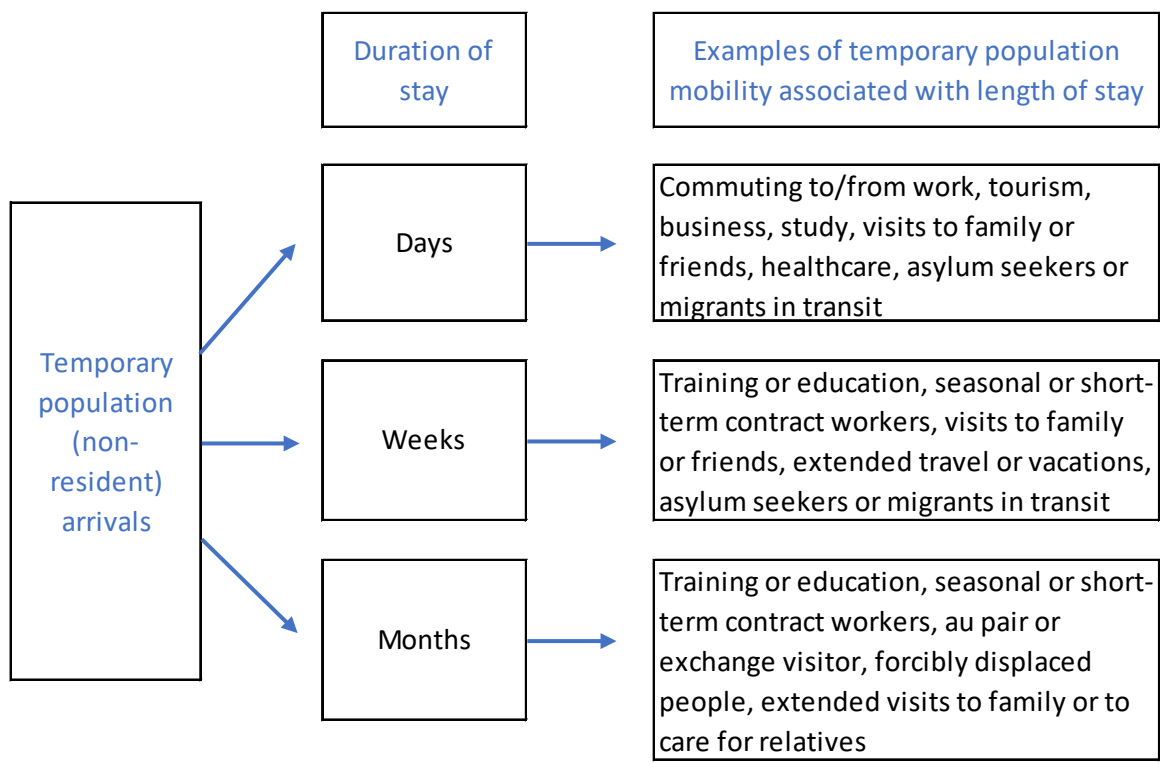 Duration of
stay
Examples of temporary population
mobility associated with length of stay
Temporary
population
(non-
resident)
arrivals
Days
Commuting to/from work, tourism,
business, study, visits to family or
friends, healthcare, asylum seekers or
migrants in transit
Weeks
Training or education, seasonal or short-
term contract workers, visits to family
or friends, extended travel or vacations,
asylum seekers or migrants in transit
Months
Training or education, seasonal or short-
term contract workers, au pair or
exchange visitor, forcibly displaced
people, extended visits to family or to
care for relatives